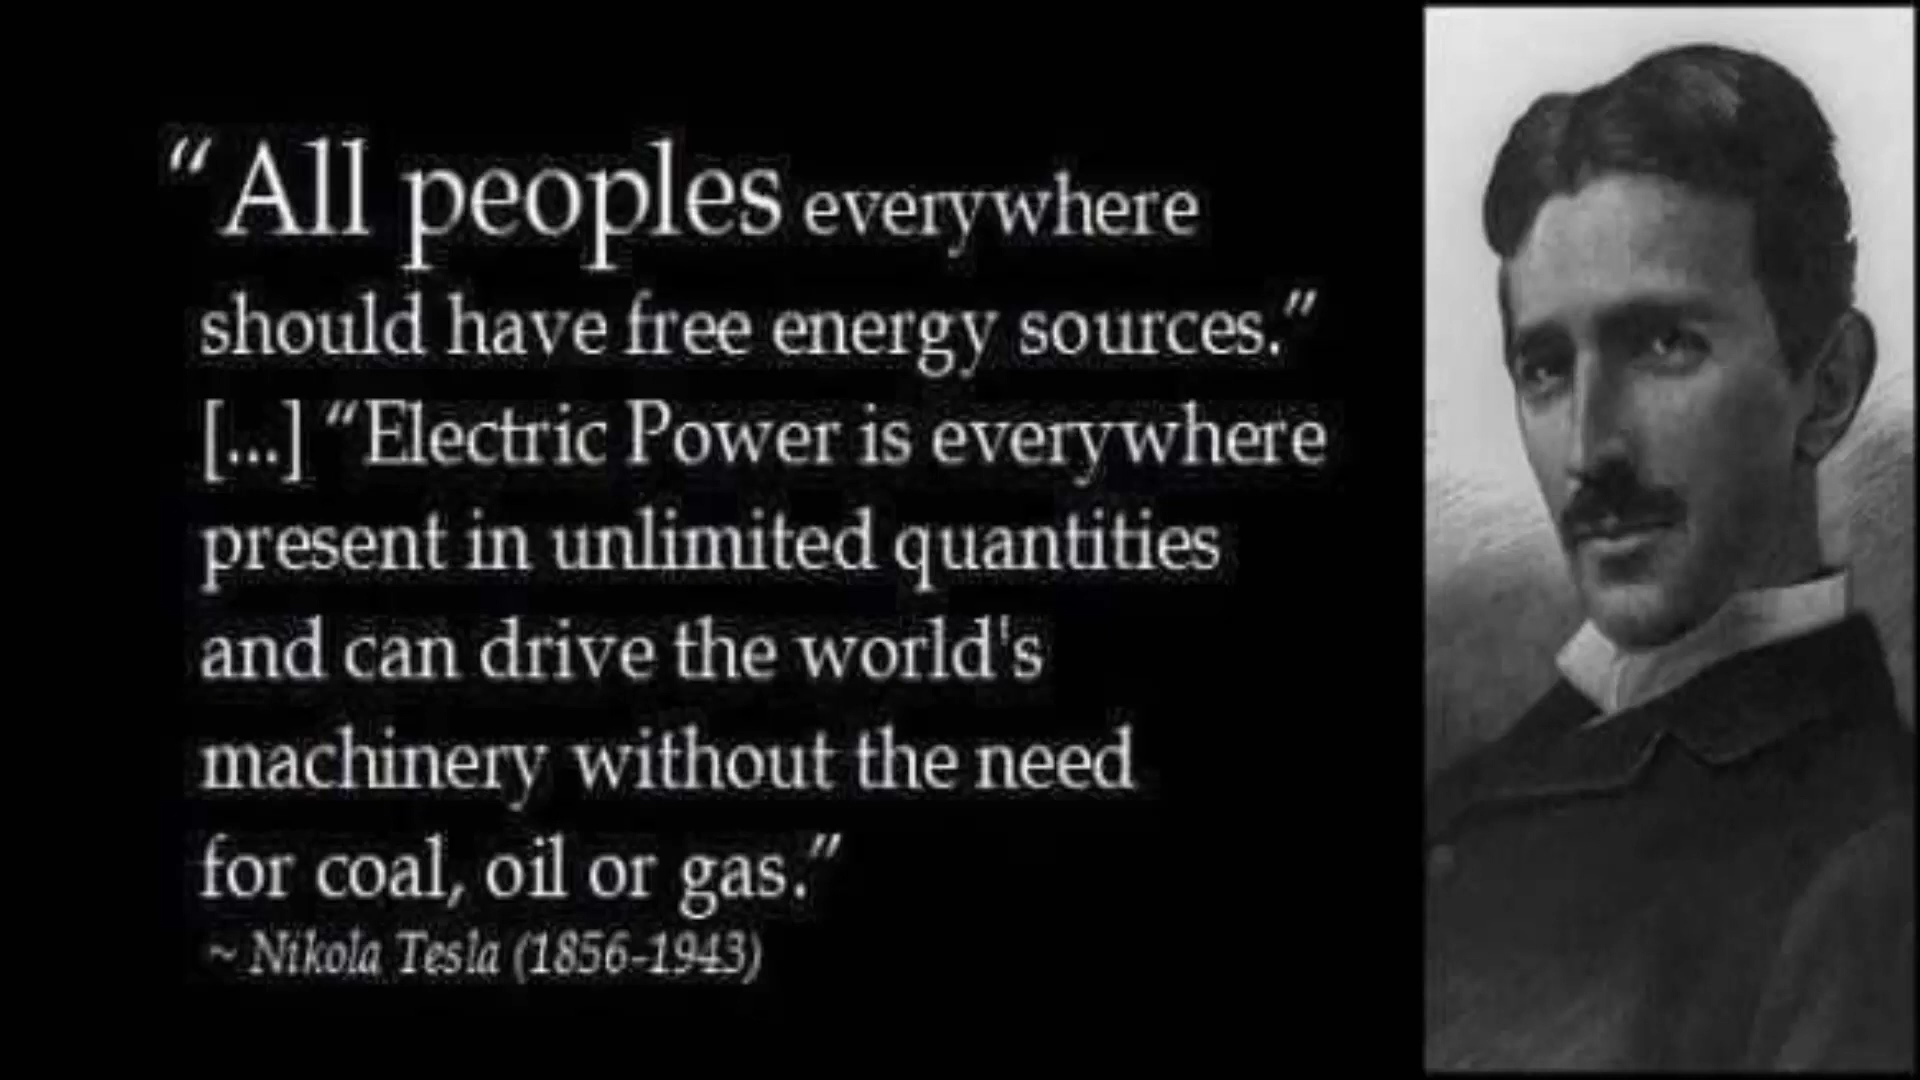 “All peoples everywhere
should have free energy sources.”
[...] “Electric Power is everywhere
present in unlimited quantities
and can drive the world's
machinery without the need
for coal, oil or gas.”
~ Nikola Tesla (1856-1943)